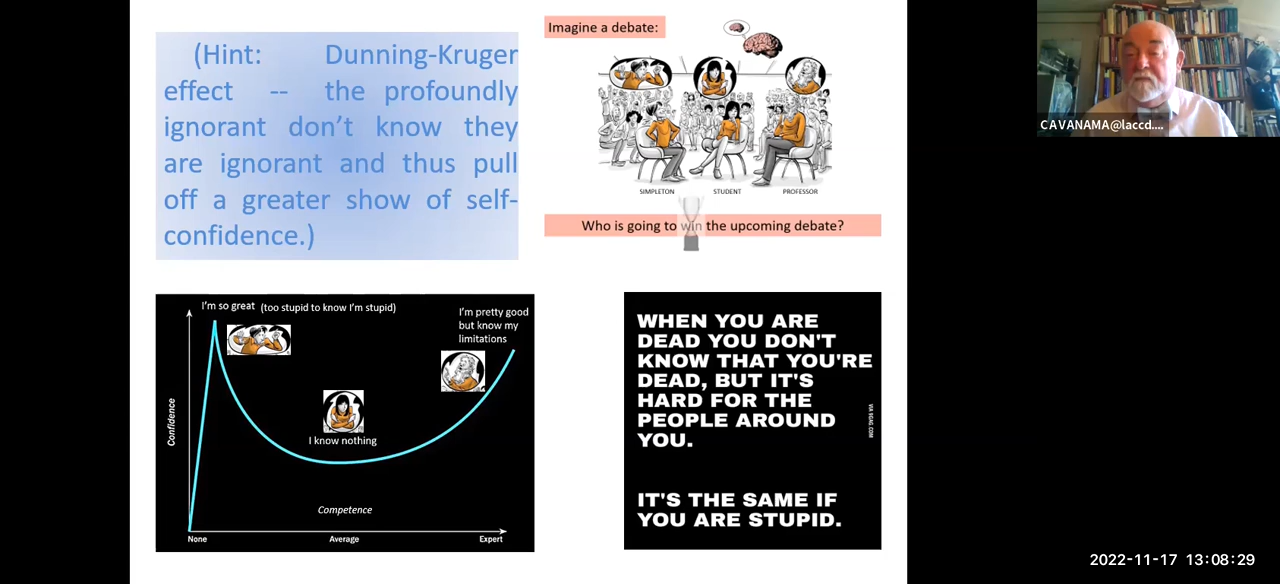 (Hint: Dunning-Kruger
effect -- the profoundly
ignorant don't know they
are ignorant and thus pull
off a greater show of self-
confidence.)
Imagine a debate:
SIMPLETON STUDENT PROFESSOR
Who is going to win the upcoming debate?
CAVANAMA@laccd....
I'm so great (too stupid to know I'm stupid)
I'm pretty good
but know my
limitations
I know nothing
Confidence
Competence
None Average Expert
WHEN YOU ARE
DEAD YOU DON'T
KNOW THAT YOU'RE
DEAD, BUT IT'S
HARD FOR THE
PEOPLE AROUND
YOU.
IT'S THE SAME IF
YOU ARE STUPID.
VIA 9GAG.COM
2022-11-17 13:08:29